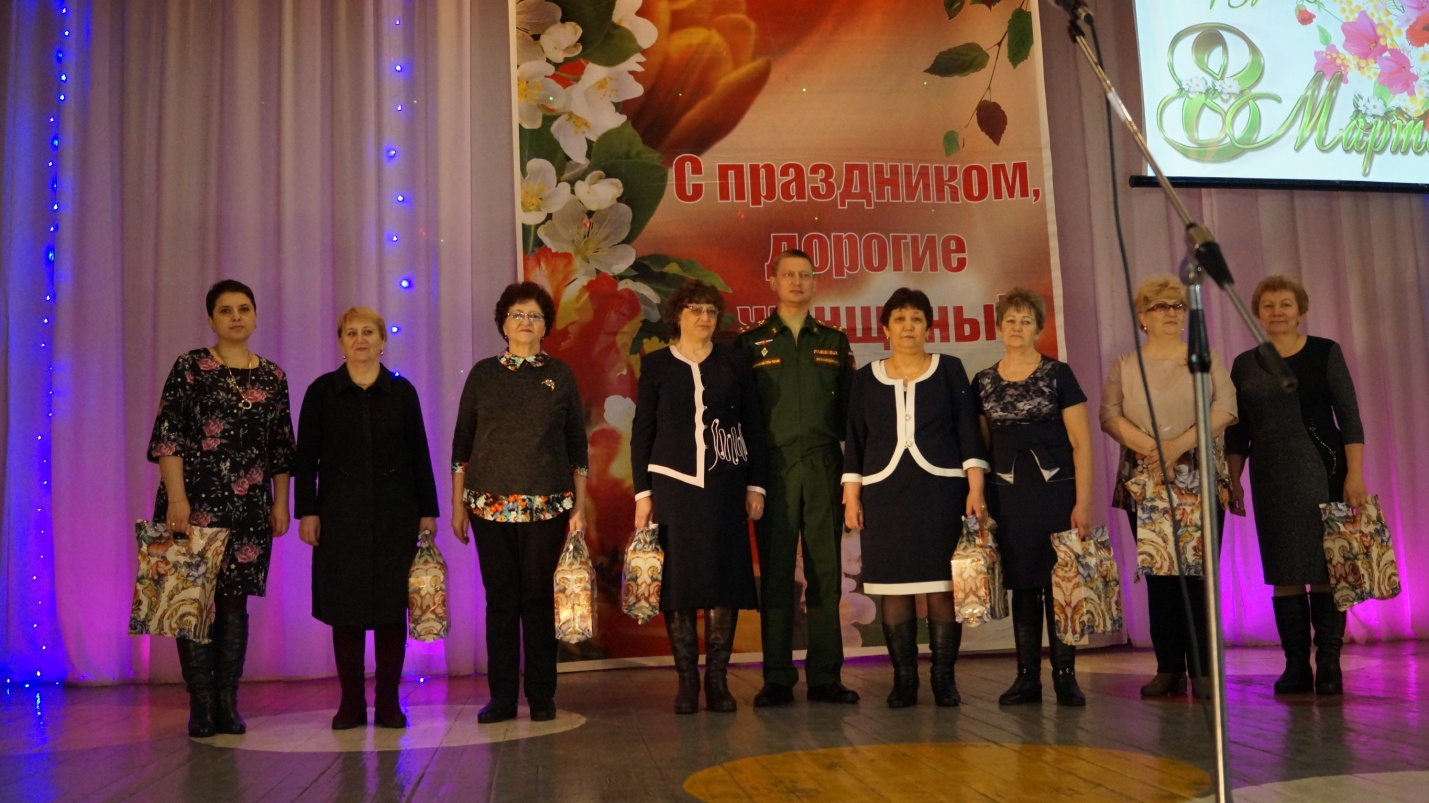 С праздником,
дорогие
8 Марта